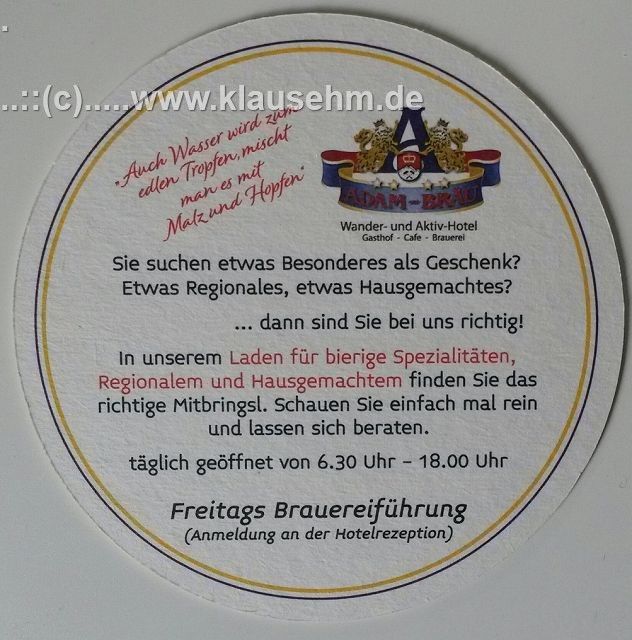 ..::(c).....www.klausehm.de
"Auch Wasser wird zum
edlen Tropfen, mischt
man es mit
Malz und Hopfen"
A
ADAM-BRÄU
Wander- und Aktiv-Hotel
Gasthof - Cafe - Brauerei
Sie suchen etwas Besonderes als Geschenk?
Etwas Regionales, etwas Hausgemachtes?
... dann sind Sie bei uns richtig!
In unserem Laden für bierige Spezialitäten,
Regionalem und Hausgemachtem finden Sie das
richtige Mitbringsl. Schauen Sie einfach mal rein
und lassen sich beraten.
täglich geöffnet von 6.30 Uhr – 18.00 Uhr
Freitags Brauereiführung
(Anmeldung an der Hotelrezeption)